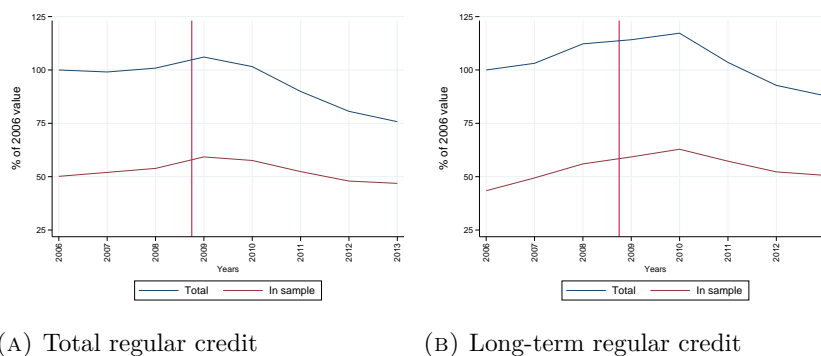 125
100
75
50
25
% of 2006 value
2006 2007 2008 2009 2010 2011 2012 2013
Years
Total In sample
(A) Total regular credit
125
100
75
50
25
% of 2006 value
2006 2007 2008 2009 2010 2011 2012
Years
Total In sample
(B) Long-term regular credit